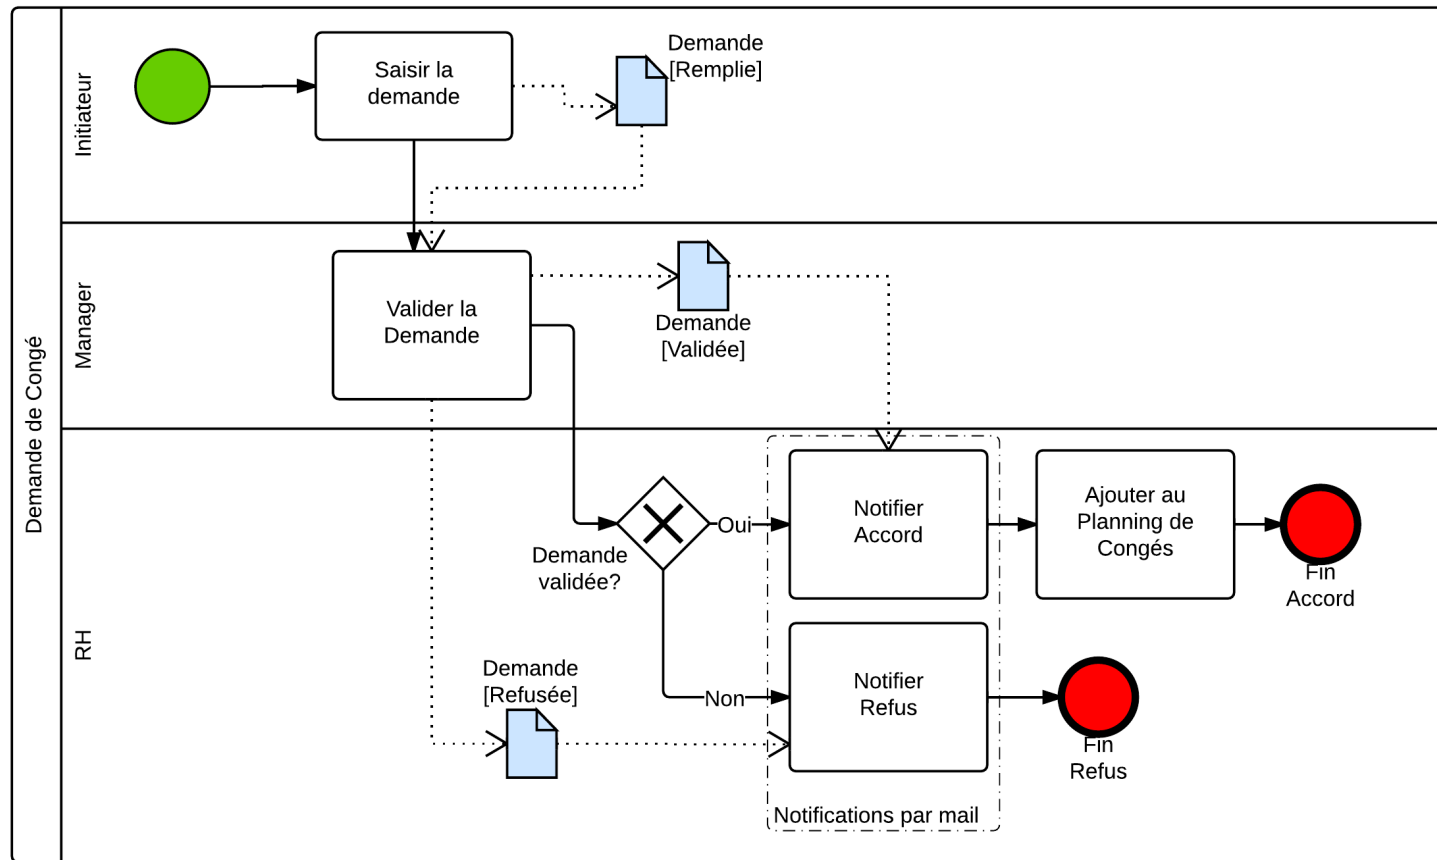 Demande de Congé
Initiateur
Saisir la
demande
Demande
[Remplie]
Manager
Valider la
Demande
Demande
[Validée]
RH
Demande
validée?
Oui
Notifier
Accord
Ajouter au
Planning de
Congés
Fin
Accord
Non
Demande
[Refusée]
Notifier
Refus
Fin
Refus
Notifications par mail